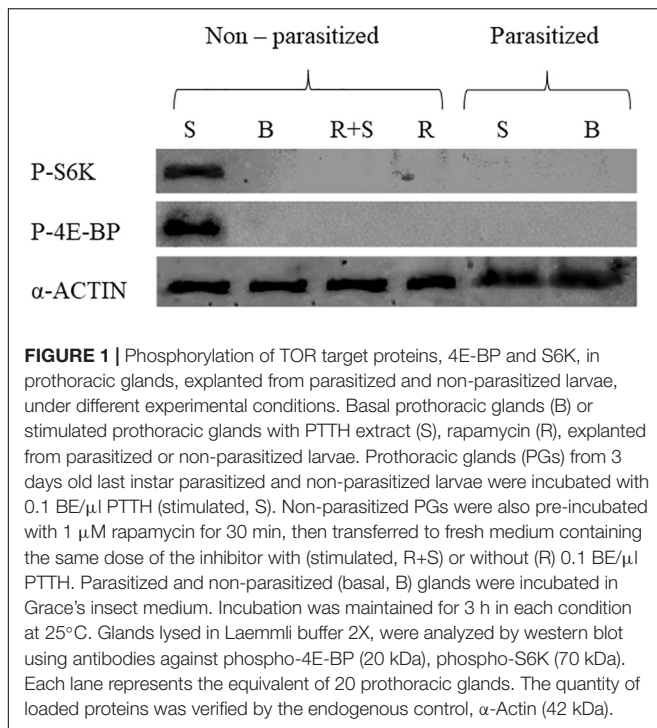 Non – parasitized Parasitized
S B R+S R S B
P-S6K
P-4E-BP
α-ACTIN
FIGURE 1 | Phosphorylation of TOR target proteins, 4E-BP and S6K, in
prothoracic glands, explanted from parasitized and non-parasitized larvae,
under different experimental conditions. Basal prothoracic glands (B) or
stimulated prothoracic glands with PTTH extract (S), rapamycin (R), explanted
from parasitized or non-parasitized larvae. Prothoracic glands (PGs) from 3
days old last instar parasitized and non-parasitized larvae were incubated with
0.1 BE/μl PTTH (stimulated, S). Non-parasitized PGs were also pre-incubated
with 1 μM rapamycin for 30 min, then transferred to fresh medium containing
the same dose of the inhibitor with (stimulated, R+S) or without (R) 0.1 BE/μl
PTTH. Parasitized and non-parasitized (basal, B) glands were incubated in
Grace's insect medium. Incubation was maintained for 3 h in each condition
at 25°C. Glands lysed in Laemmli buffer 2X, were analyzed by western blot
using antibodies against phospho-4E-BP (20 kDa), phospho-S6K (70 kDa).
Each lane represents the equivalent of 20 prothoracic glands. The quantity of
loaded proteins was verified by the endogenous control, α-Actin (42 kDa).